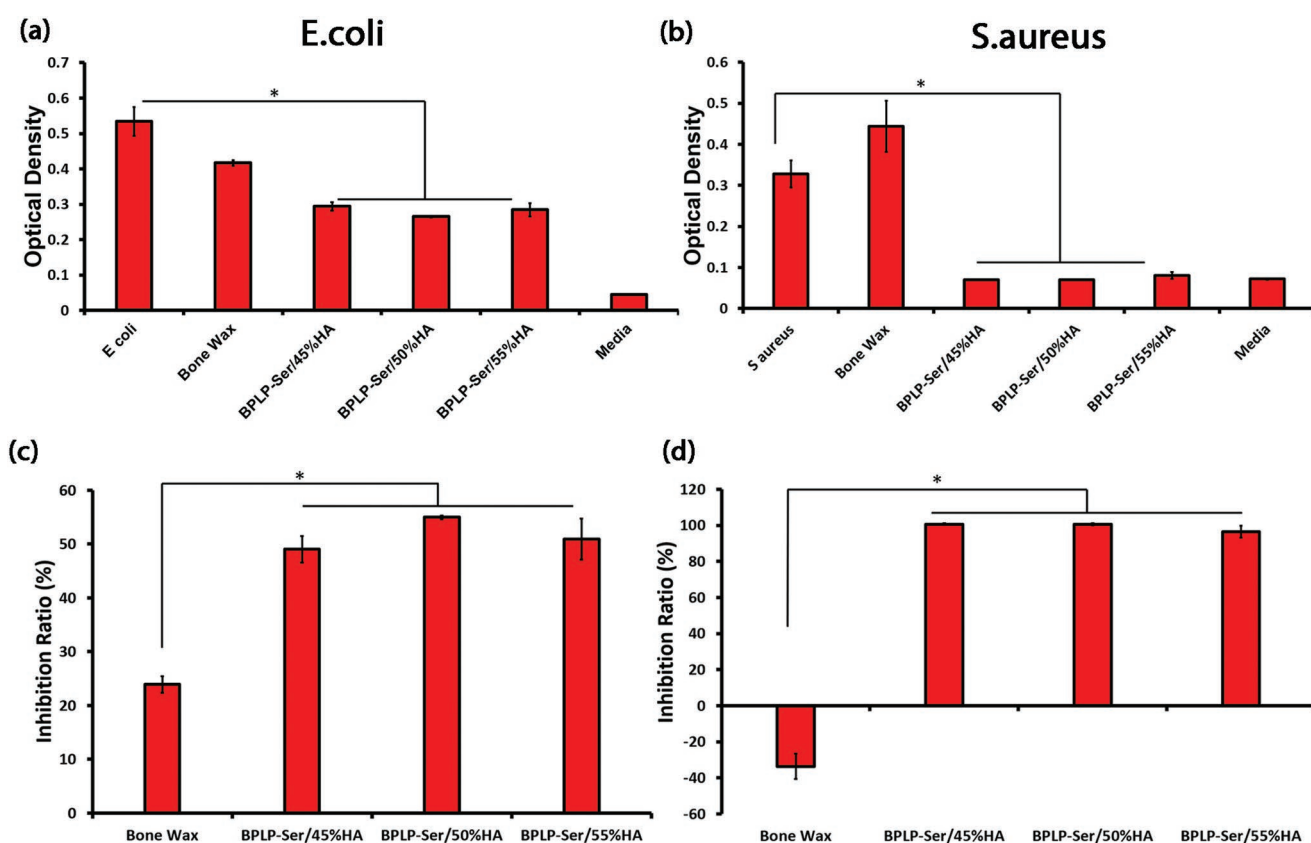 (a)
E.coli
Optical Density
0.7
0.6
0.5
0.4
0.3
0.2
0.1
0
*
E coli
Bone Wax
BPLP-Ser/45%HA
BPLP-Ser/50%HA
BPLP-Ser/55%HA
Media
(b)
S.aureus
Optical Density
0.6
0.5
0.4
0.3
0.2
0.1
0
*
S aureus
Bone Wax
BPLP-Ser/45%HA
BPLP-Ser/50%HA
BPLP-Ser/55%HA
Media
(c)
Inhibition Ratio (%)
60
50
40
30
20
10
0
*
Bone Wax
BPLP-Ser/45%HA
BPLP-Ser/50%HA
BPLP-Ser/55%HA
(d)
Inhibition Ratio (%)
120
100
80
60
40
20
0
-20
-40
-60
*
Bone Wax
BPLP-Ser/45%HA
BPLP-Ser/50%HA
BPLP-Ser/55%HA